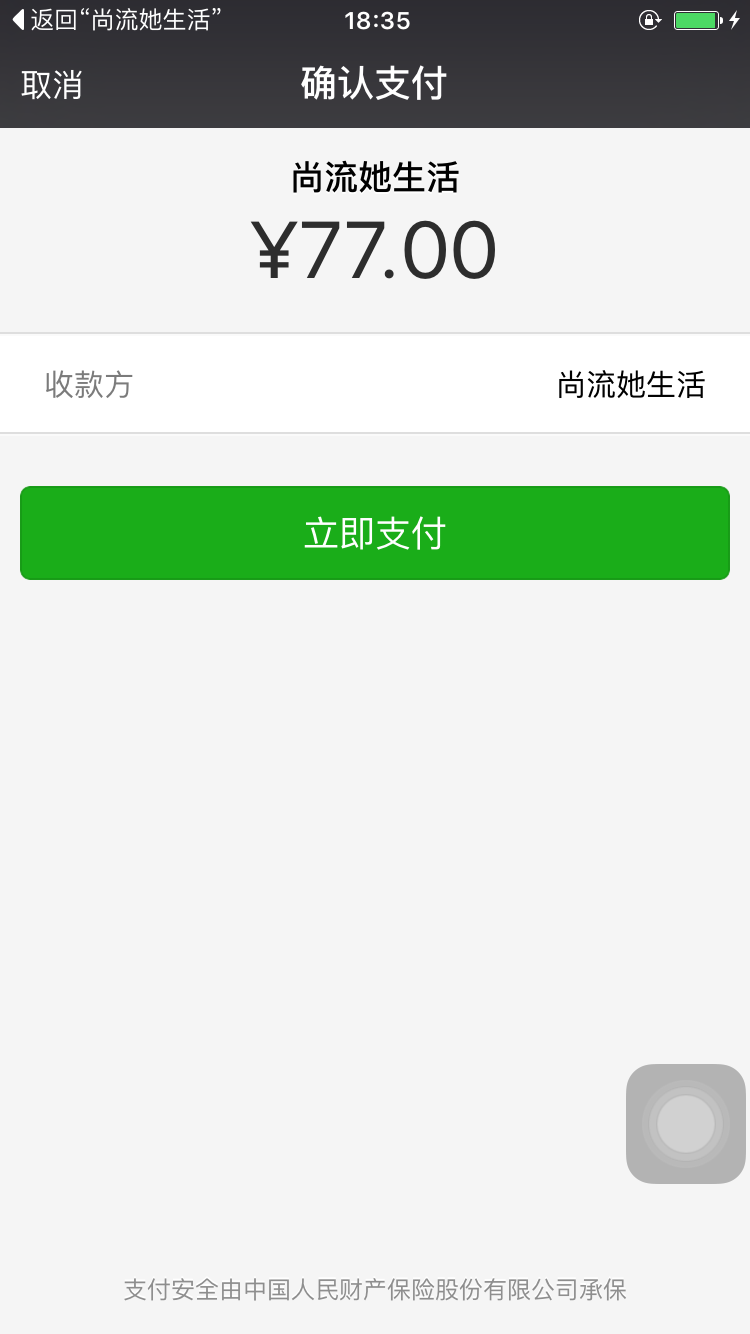 返回“尚流她生活”
18:35
取消
确认支付
尚流她生活
¥77.00
收款方
尚流她生活
立即支付
支付安全由中国人民财产保险股份有限公司承保